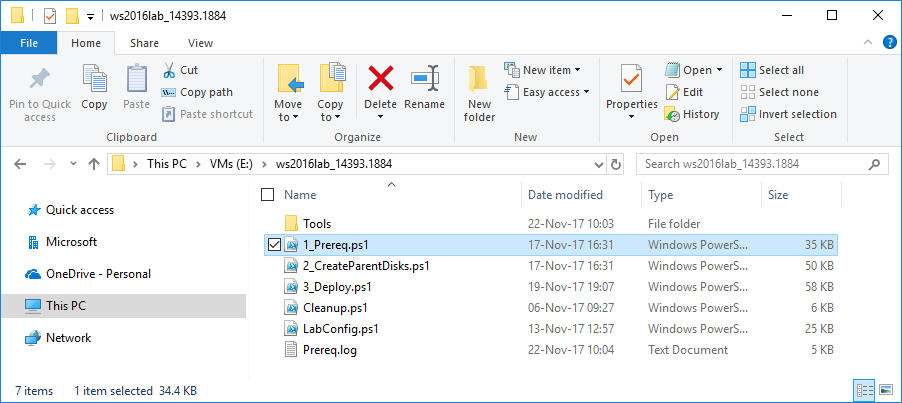 ws2016lab_14393.1884
File Home Share View
Pin to Quick access
Copy
Paste
Cut
Copy path
Paste shortcut
Clipboard
Move to
Copy to
Delete
Rename
Organize
New folder
New item
Easy access
New
Properties
Open
Edit
History
Open
Select all
Select none
Invert selection
Select
This PC VMs (E:) ws2016lab_14393.1884 Search ws2016lab_14393.1884
Quick access
Microsoft
OneDrive - Personal
This PC
Network
Name Date modified Type Size
Tools 22-Nov-17 10:03 File folder
1_Prereq.ps1 17-Nov-17 16:31 Windows PowerS... 35 KB
2_CreateParentDisks.ps1 17-Nov-17 16:31 Windows PowerS... 50 KB
3_Deploy.ps1 19-Nov-17 19:07 Windows PowerS... 58 KB
Cleanup.ps1 06-Nov-17 09:27 Windows PowerS... 6 KB
LabConfig.ps1 13-Nov-17 12:57 Windows PowerS... 25 KB
Prereq.log 22-Nov-17 10:04 Text Document 5 KB
7 items 1 item selected 34.4 KB